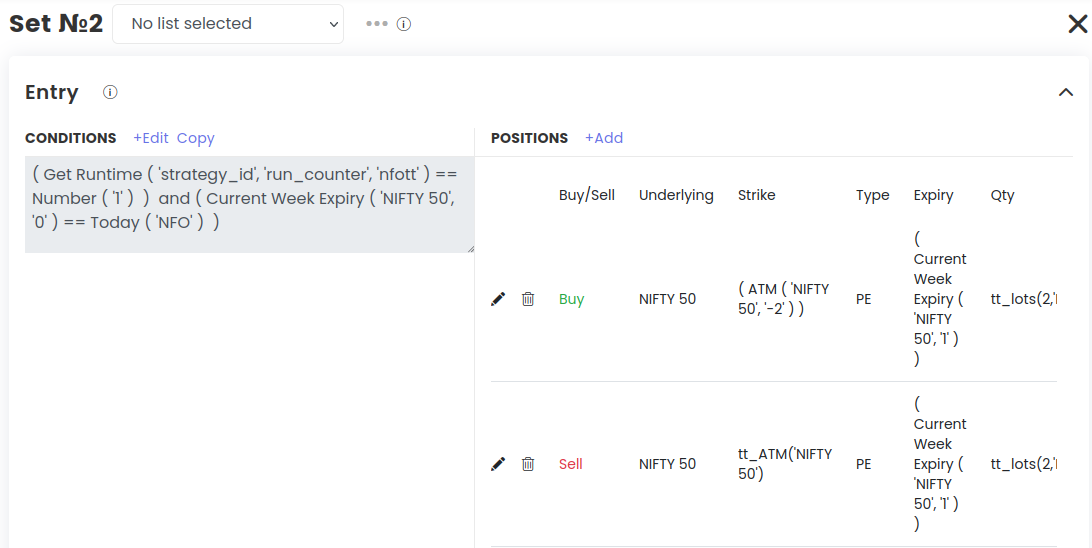 Set №2
No list selected
Entry
CONDITIONS +Edit Copy
( Get Runtime ( 'strategy_id', 'run_counter', 'nfott' ) ==
Number ( '1' ) ) and ( Current Week Expiry ( 'NIFTY 50',
'0' ) == Today ( 'NFO' ) )
POSITIONS +Add
Buy/Sell Underlying Strike Type Expiry Qty
Buy
NIFTY 50
( ATM ( 'NIFTY
50', '-2' ) )
PE
(
Current
Week
Expiry (
'NIFTY
50', '1' )
)
tt_lots(2,'
Sell
NIFTY 50
tt_ATM('NIFTY
50')
PE
(
Current
Week
Expiry (
'NIFTY
50', '1' )
)
tt_lots(2,'